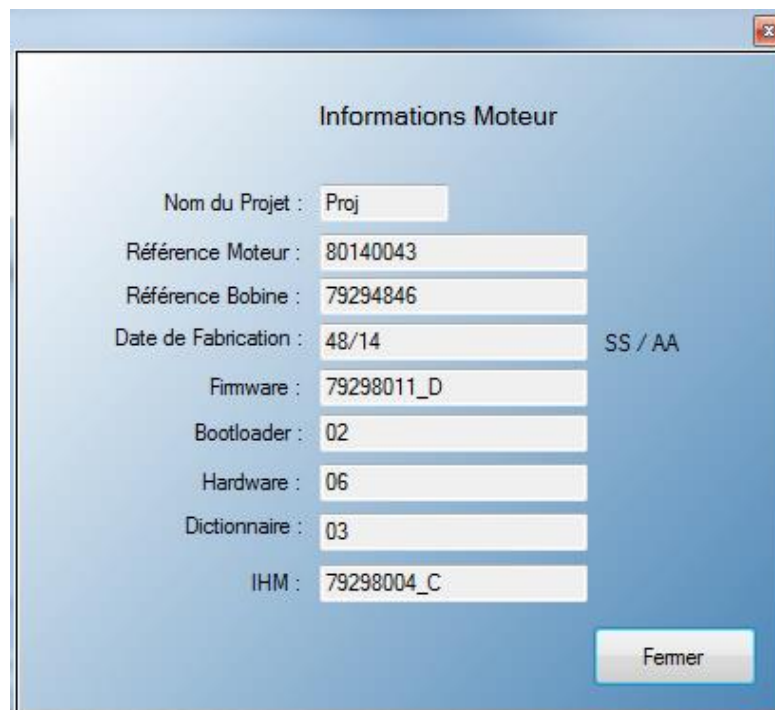 Informations Moteur
Nom du Projet : Proj
Référence Moteur : 80140043
Référence Bobine : 79294846
Date de Fabrication : 48/14 SS / AA
Firmware : 79298011_D
Bootloader : 02
Hardware : 06
Dictionnaire : 03
IHM : 79298004_C
Fermer